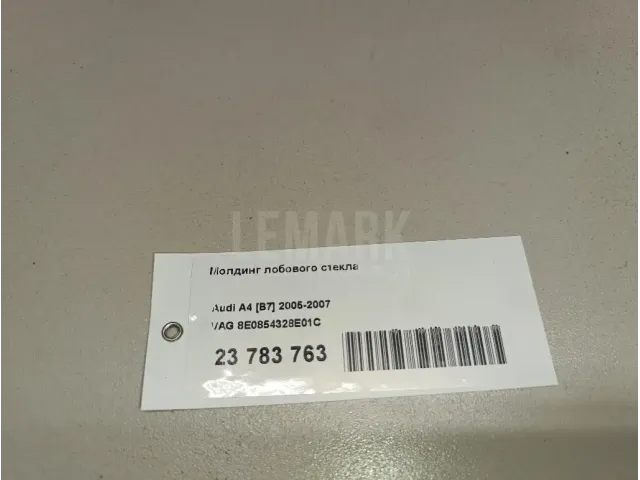 LEMARK
Молдинг лобового стекла
Audi A4 [B7] 2005-2007
VAG 8E0854328E01C
23 783 763